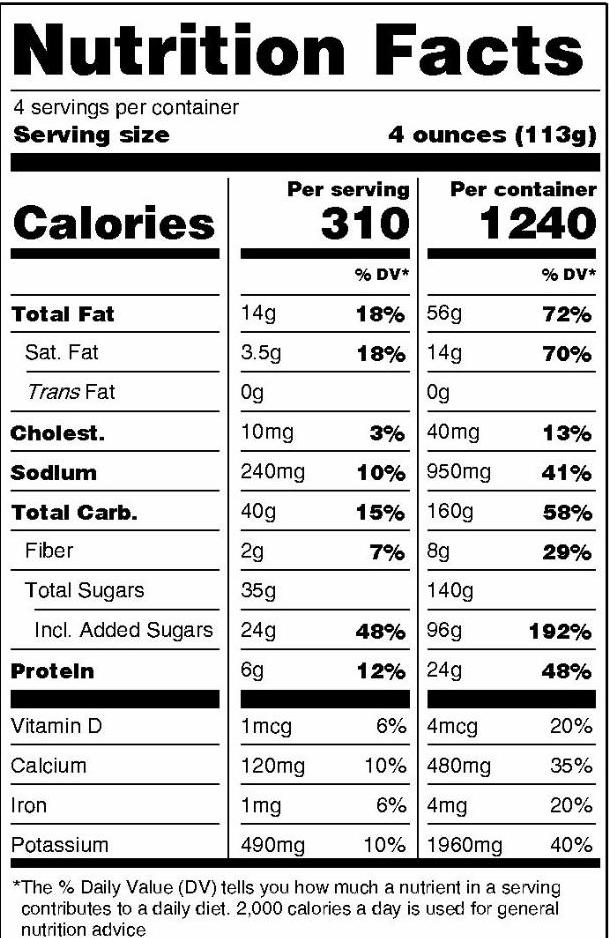 Nutrition Facts
4 servings per container
Serving size 4 ounces (113g)
Per serving Per container
Calories 310 1240
% DV* % DV*
Total Fat 14g 18% 56g 72%
Sat. Fat 3.5g 18% 14g 70%
Trans Fat 0g 0g
Cholest. 10mg 3% 40mg 13%
Sodium 240mg 10% 950mg 41%
Total Carb. 40g 15% 160g 58%
Fiber 2g 7% 8g 29%
Total Sugars 35g 140g
Incl. Added Sugars 24g 48% 96g 192%
Protein 6g 12% 24g 48%
Vitamin D 1mcg 6% 4mcg 20%
Calcium 120mg 10% 480mg 35%
Iron 1mg 6% 4mg 20%
Potassium 490mg 10% 1960mg 40%
*The % Daily Value (DV) tells you how much a nutrient in a serving
contributes to a daily diet. 2,000 calories a day is used for general
nutrition advice